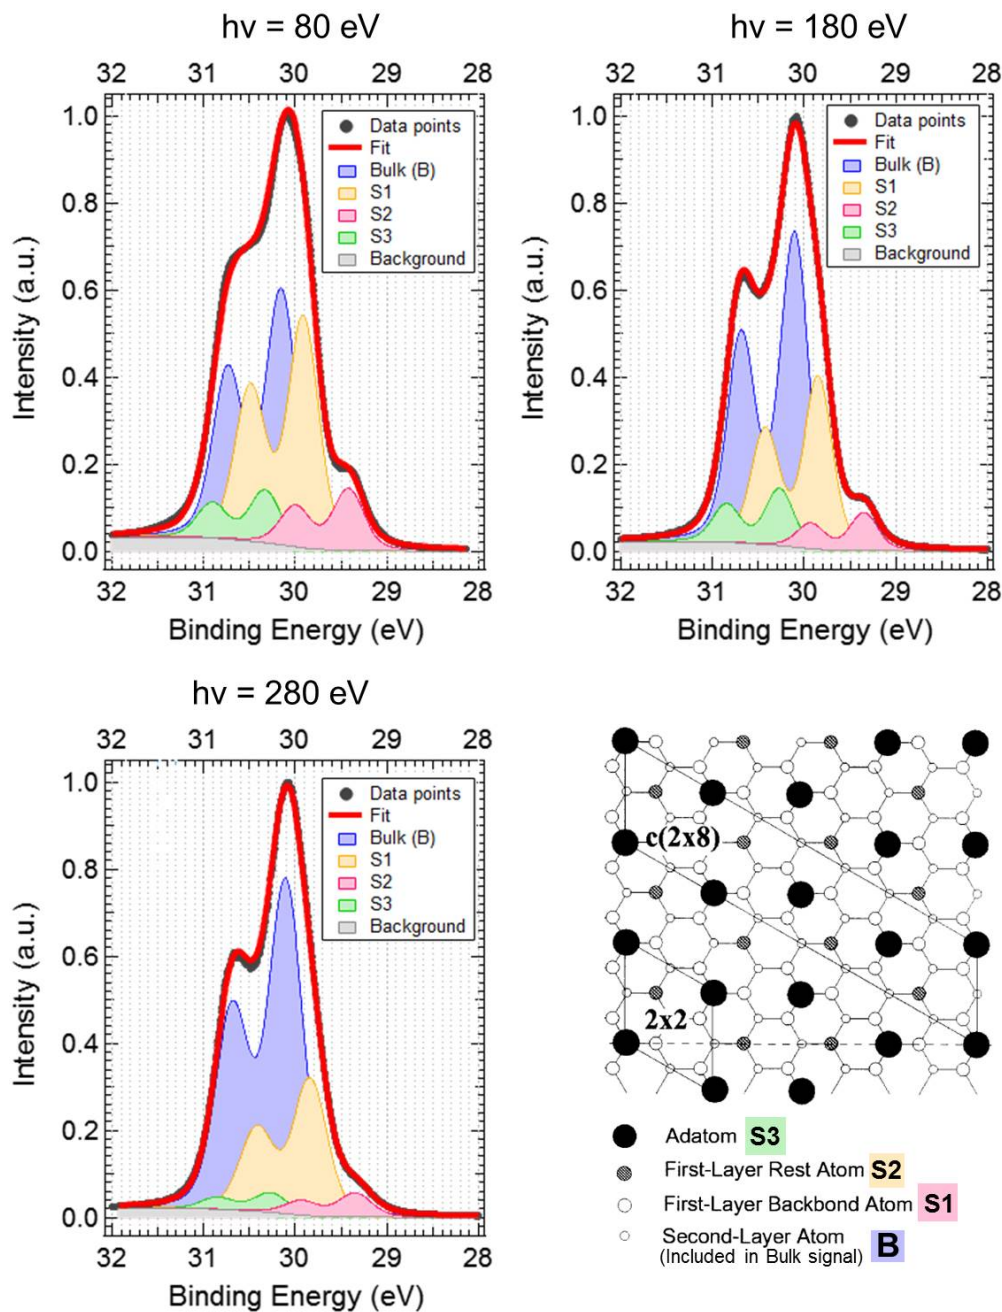 hν = 80 eV
32 31 30 29 28
1.0
0.8
0.6
0.4
0.2
0.0
Intensity (a.u.)
Data points
Fit
Bulk (B)
S1
S2
S3
Background
32 31 30 29 28
Binding Energy (eV)
hν = 180 eV
32 31 30 29 28
1.0
0.8
0.6
0.4
0.2
0.0
Intensity (a.u.)
Data points
Fit
Bulk (B)
S1
S2
S3
Background
32 31 30 29 28
Binding Energy (eV)
hν = 280 eV
32 31 30 29 28
1.0
0.8
0.6
0.4
0.2
0.0
Intensity (a.u.)
Data points
Fit
Bulk (B)
S1
S2
S3
Background
32 31 30 29 28
Binding Energy (eV)
c(2x8)
2x2
Adatom S3
First-Layer Rest Atom S2
First-Layer Backbond Atom S1
Second-Layer Atom B
(Included in Bulk signal)